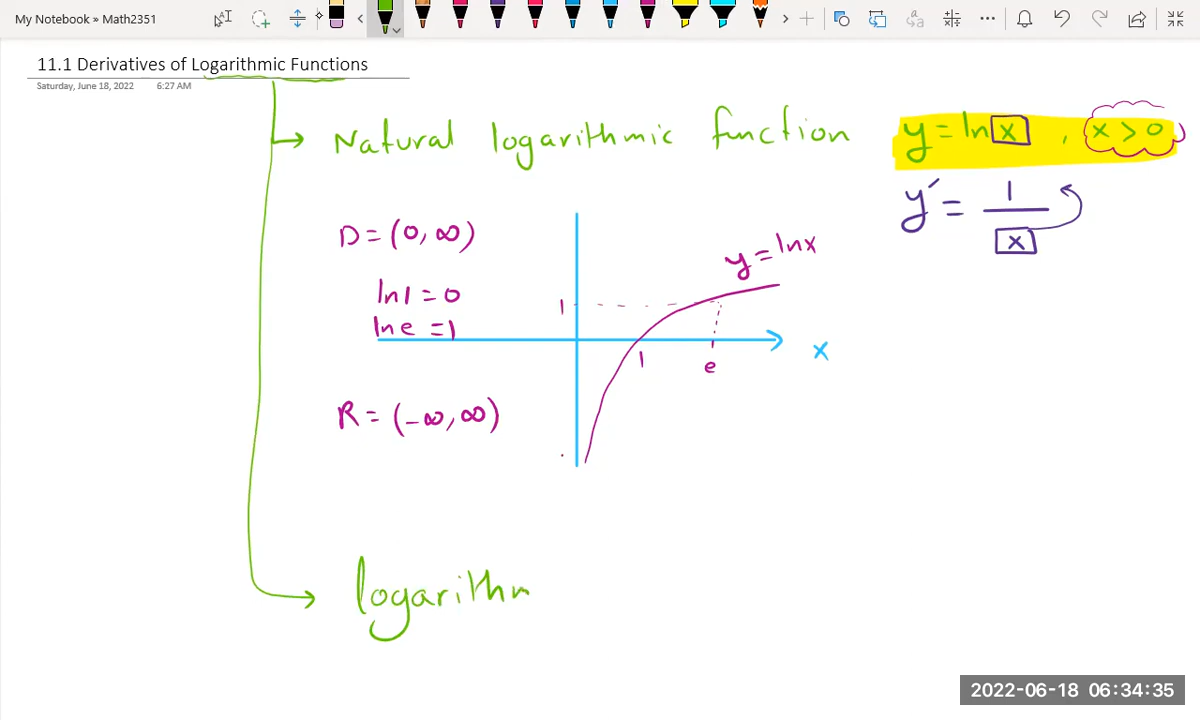 My Notebook » Math2351
11.1 Derivatives of Logarithmic Functions
Saturday, June 18, 2022 6:27 AM
Natural logarithmic function y = ln x , x > 0
y′ = 1/x
D = (0, ∞)
y = lnx
ln1 = 0
1
ln e = 1
x
1
e
R = (-∞, ∞)
logarithm
2022-06-18 06:34:35